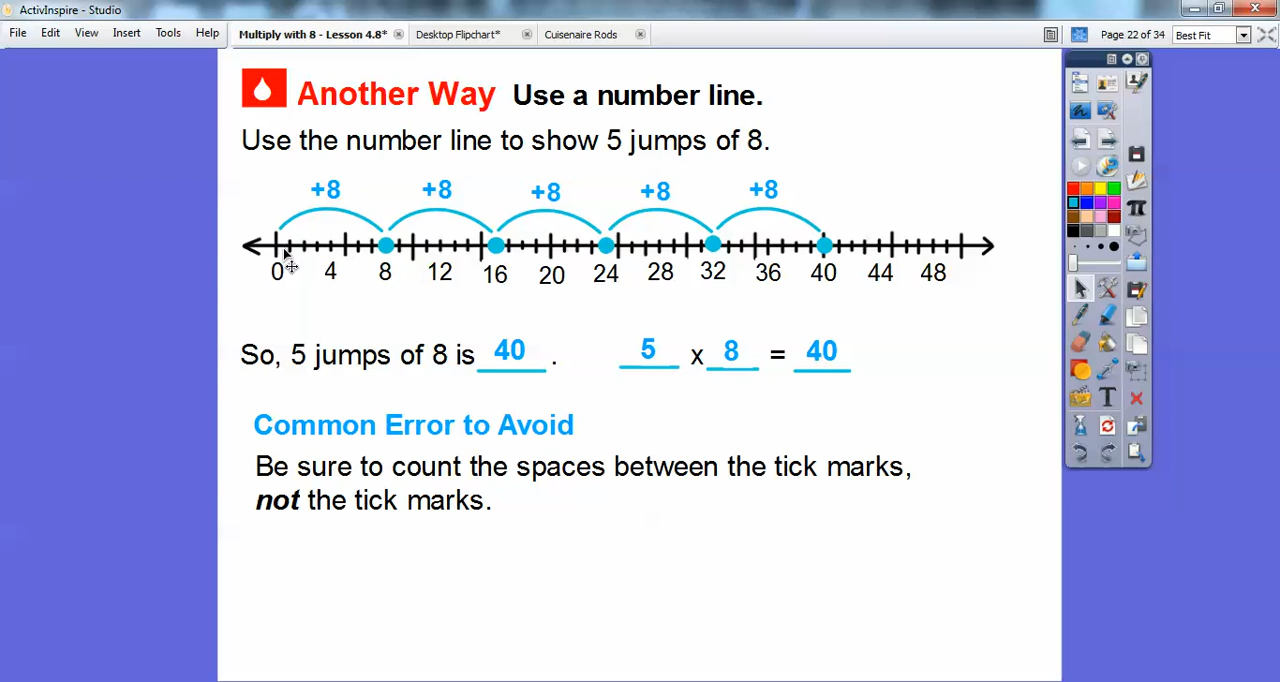 ActivInspire - Studio
File Edit View Insert Tools Help
Multiply with 8 - Lesson 4.8* Desktop Flipchart* Cuisenaire Rods Page 22 of 34 Best Fit
Another Way Use a number line.
Use the number line to show 5 jumps of 8.
+8 +8 +8 +8 +8
0 4 8 12 16 20 24 28 32 36 40 44 48
So, 5 jumps of 8 is 40 . 5 x 8 = 40
Common Error to Avoid
Be sure to count the spaces between the tick marks,
not the tick marks.